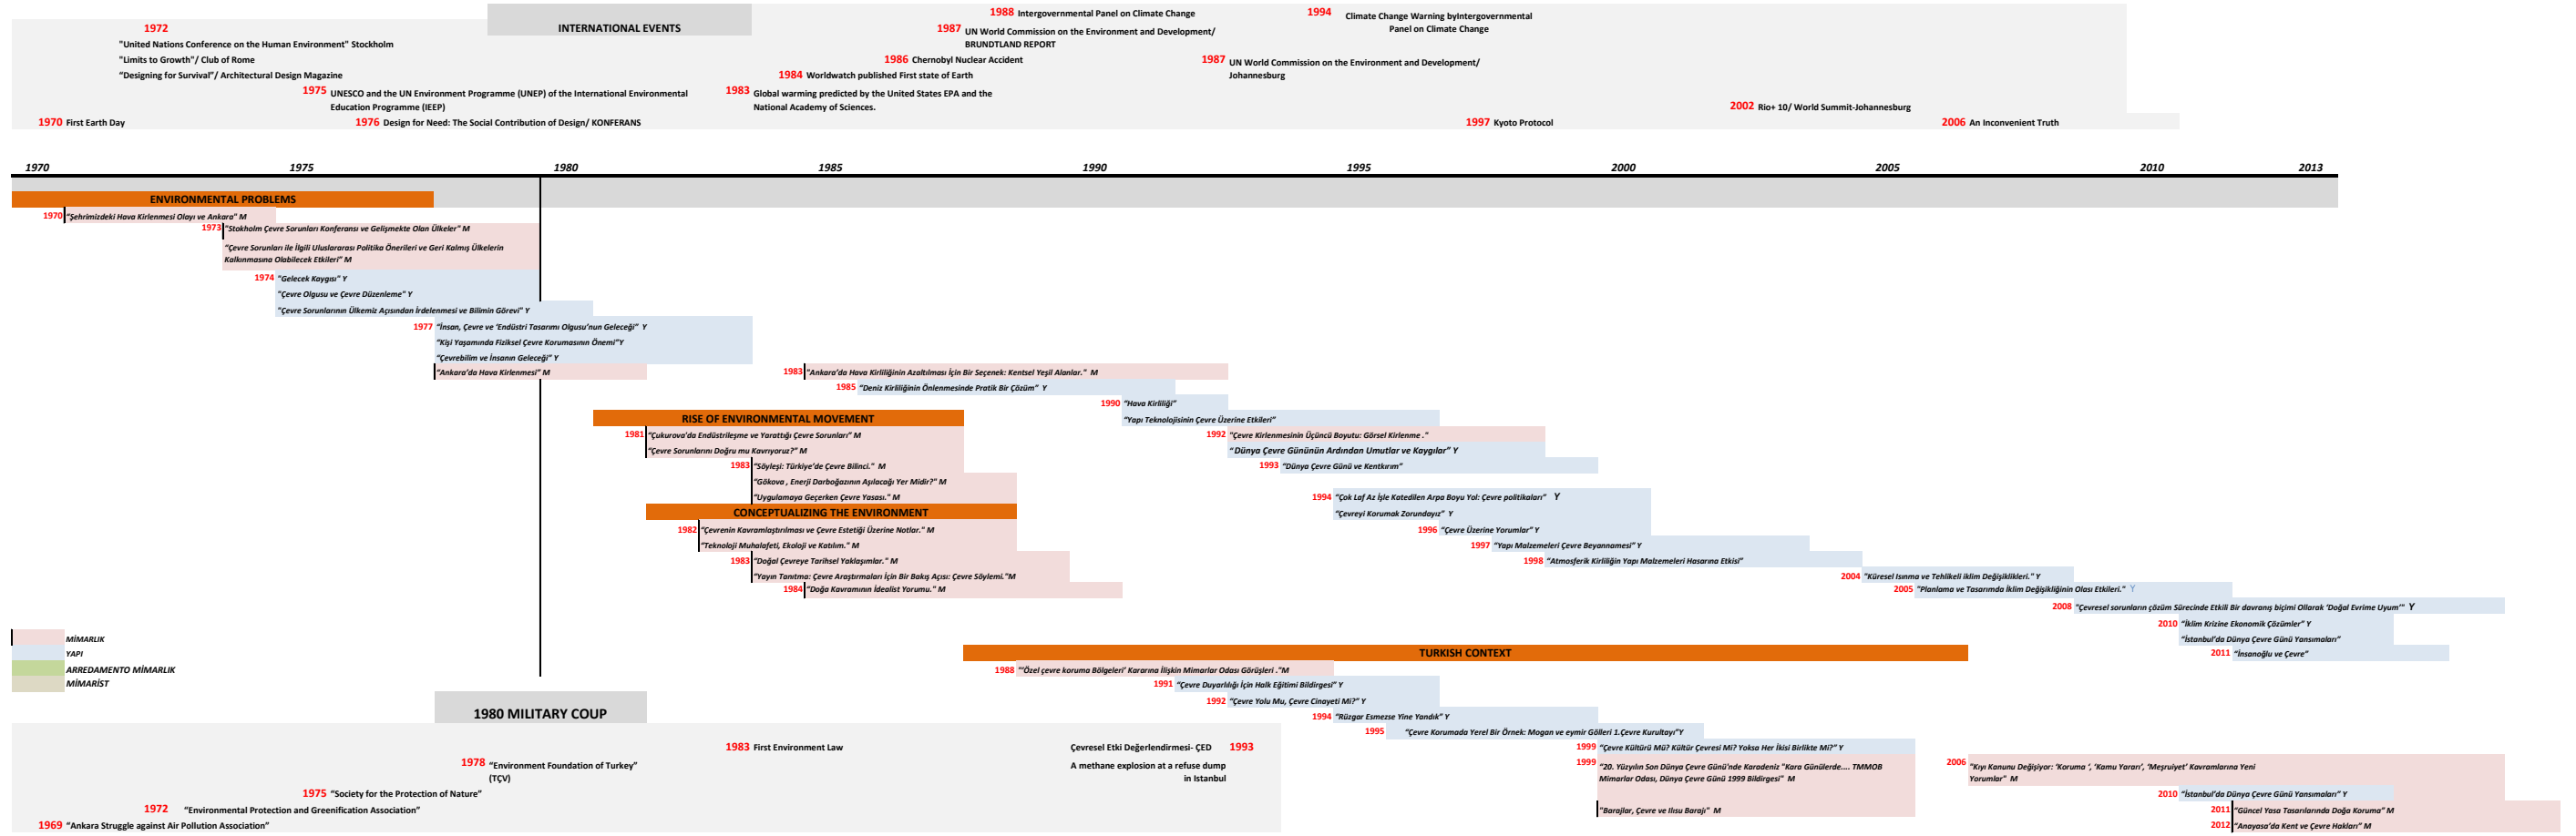 INTERNATIONAL EVENTS
1988 Intergovernmental Panel on Climate Change
1994 Climate Change Warning byIntergovernmental
Panel on Climate Change
1972
"United Nations Conference on the Human Environment" Stockholm
"Limits to Growth"/ Club of Rome
"Designing for Survival"/ Architectural Design Magazine
1987 UN World Commission on the Environment and Development/
BRUNDTLAND REPORT
1986 Chernobyl Nuclear Accident
1987 UN World Commission on the Environment and Development/
Johannesburg
1984 Worldwatch published First state of Earth
1975 UNESCO and the UN Environment Programme (UNEP) of the International Environmental
Education Programme (IEEP)
1983 Global warming predicted by the United States EPA and the
National Academy of Sciences.
2002 Rio+ 10/ World Summit-Johannesburg
1970 First Earth Day
1976 Design for Need: The Social Contribution of Design/ KONFERANS
1997 Kyoto Protocol
2006 An Inconvenient Truth
1970 1975 1980 1985 1990 1995 2000 2005 2010 2013
ENVIRONMENTAL PROBLEMS
1970 "Şehrimizdeki Hava Kirlenmesi Olayı ve Ankara" M
1973 "Stokholm Çevre Sorunları Konferansı ve Gelişmekte Olan Ülkeler" M
"Çevre Sorunları ile İlgili Uluslararası Politika Önerileri ve Geri Kalmış Ülkelerin
Kalkınmasına Olabilecek Etkileri" M
1974 "Gelecek Kaygısı" Y
"Çevre Olgusu ve Çevre Düzenleme" Y
"Çevre Sorunlarının Ülkemiz Açısından İrdelenmesi ve Bilimin Görevi" Y
1977 "İnsan, Çevre ve 'Endüstri Tasarımı Olgusu'nun Geleceği" Y
"Kişi Yaşamında Fiziksel Çevre Korumasının Önemi"Y
"Çevrebilim ve İnsanın Geleceği" Y
"Ankara'da Hava Kirlenmesi" M
1983 "Ankara'da Hava Kirliliğinin Azaltılması İçin Bir Seçenek: Kentsel Yeşil Alanlar." M
1985 "Deniz Kirliliğinin Önlenmesinde Pratik Bir Çözüm" Y
1990 "Hava Kirliliği"
"Yapı Teknolojisinin Çevre Üzerine Etkileri"
RISE OF ENVIRONMENTAL MOVEMENT
1981 "Çukurova'da Endüstrileşme ve Yarattığı Çevre Sorunları" M
"Çevre Sorunlarını Doğru mu Kavrıyoruz?" M
1983 "Söyleşi: Türkiye'de Çevre Bilinci." M
"Gökova , Enerji Darboğazının Aşılacağı Yer Midir?" M
"Uygulamaya Geçerken Çevre Yasası." M
1992 "Çevre Kirlenmesinin Üçüncü Boyutu: Görsel Kirlenme ."
"Dünya Çevre Gününün Ardından Umutlar ve Kaygılar" Y
1993 "Dünya Çevre Günü ve Kentkırım"
1994 "Çok Laf Az İşle Katedilen Arpa Boyu Yol: Çevre politikaları" Y
"Çevreyi Korumak Zorundayız" Y
CONCEPTUALIZING THE ENVIRONMENT
1982 "Çevrenin Kavramlaştırılması ve Çevre Estetiği Üzerine Notlar." M
"Teknoloji Muhalafeti, Ekoloji ve Katılım." M
1983 "Doğal Çevreye Tarihsel Yaklaşımlar." M
"Yayın Tanıtma: Çevre Araştırmaları İçin Bir Bakış Açısı: Çevre Söylemi."M
1984 "Doğa Kavramının İdealist Yorumu." M
1996 "Çevre Üzerine Yorumlar" Y
1997 "Yapı Malzemeleri Çevre Beyannamesi" Y
1998 "Atmosferik Kirliliğin Yapı Malzemeleri Hasarına Etkisi"
2004 "Küresel Isınma ve Tehlikeli iklim Değişiklikleri." Y
2005 "Planlama ve Tasarımda İklim Değişikliğinin Olası Etkileri." Y
2008 "Çevresel sorunların çözüm Sürecinde Etkili Bir davranış biçimi Ollarak 'Doğal Evrime Uyum'" Y
2010 "İklim Krizine Ekonomik Çözümler" Y
"İstanbul'da Dünya Çevre Günü Yansımaları"
2011 "İnsanoğlu ve Çevre"
MİMARLIK
YAPI
ARREDAMENTO MİMARLIK
MİMARİST
TURKISH CONTEXT
1988 "'Özel çevre koruma Bölgeleri' Kararına İlişkin Mimarlar Odası Görüşleri ."M
1991 "Çevre Duyarlılığı İçin Halk Eğitimi Bildirgesi" Y
1992 "Çevre Yolu Mu, Çevre Cinayeti Mi?" Y
1994 "Rüzgar Esmezse Yine Yandık" Y
1995 "Çevre Korumada Yerel Bir Örnek: Mogan ve eymir Gölleri 1.Çevre Kurultayı"Y
1999 "Çevre Kültürü Mü? Kültür Çevresi Mi? Yoksa Her İkisi Birlikte Mi?" Y
1999 "20. Yüzyılın Son Dünya Çevre Günü'nde Karadeniz "Kara Günülerde.... TMMOB
Mimarlar Odası, Dünya Çevre Günü 1999 Bildirgesi" M
"Barajlar, Çevre ve Ilısu Barajı" M
2006 "Kıyı Kanunu Değişiyor: 'Koruma ', 'Kamu Yararı', 'Meşruiyet' Kavramlarına Yeni
Yorumlar" M
2010 "İstanbul'da Dünya Çevre Günü Yansımaları" Y
2011 "Güncel Yasa Tasarılarında Doğa Koruma" M
2012 "Anayasa'da Kent ve Çevre Hakları" M
1980 MILITARY COUP
1983 First Environment Law
Çevresel Etki Değerlendirmesi- ÇED 1993
A methane explosion at a refuse dump
in Istanbul
1978 "Environment Foundation of Turkey"
(TÇV)
1975 "Society for the Protection of Nature"
1972 "Environmental Protection and Greenification Association"
1969 "Ankara Struggle against Air Pollution Association"